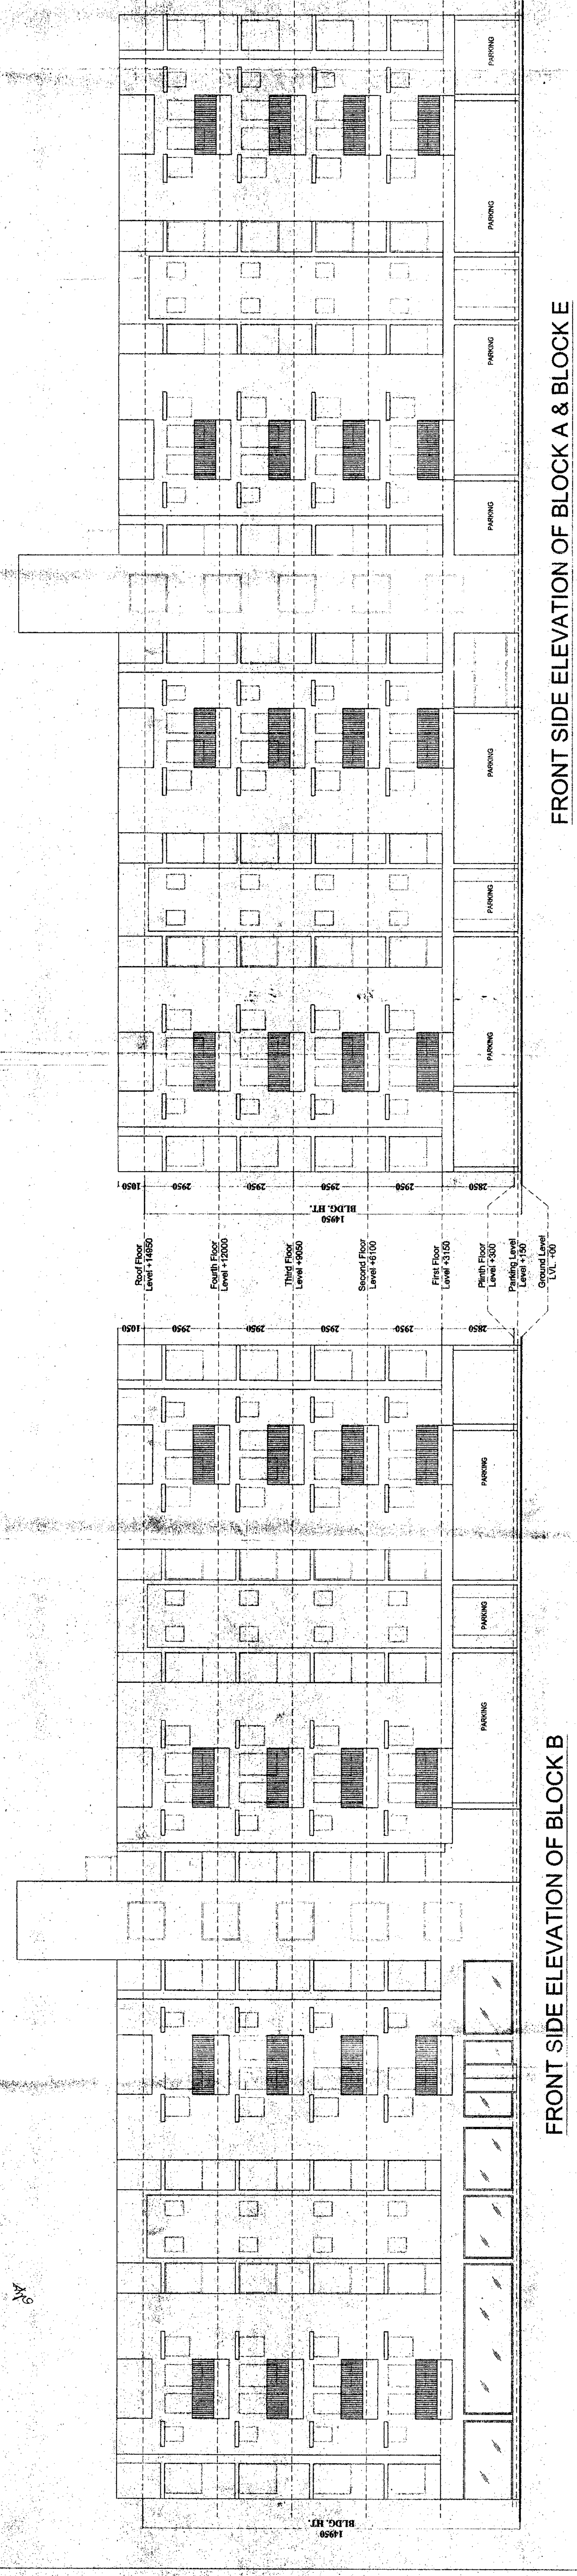 PARKING
PARKING
PARKING
PARKING
PARKING
PARKING
PARKING
FRONT SIDE ELEVATION OF BLOCK A & BLOCK E
1050
2950
2950
2950
2950
2850
BLDG. HT.
14950
Roof Floor
Level +14950
Fourth Floor
Level +12000
Third Floor
Level +9050
Second Floor
Level +6100
First Floor
Level +3150
Plinth Floor
Level +300
Parking Level
Level +150
Ground Level
LVL. +00
1050
2950
2950
2950
2950
2850
PARKING
PARKING
PARKING
FRONT SIDE ELEVATION OF BLOCK B
BLDG. HT.
14950